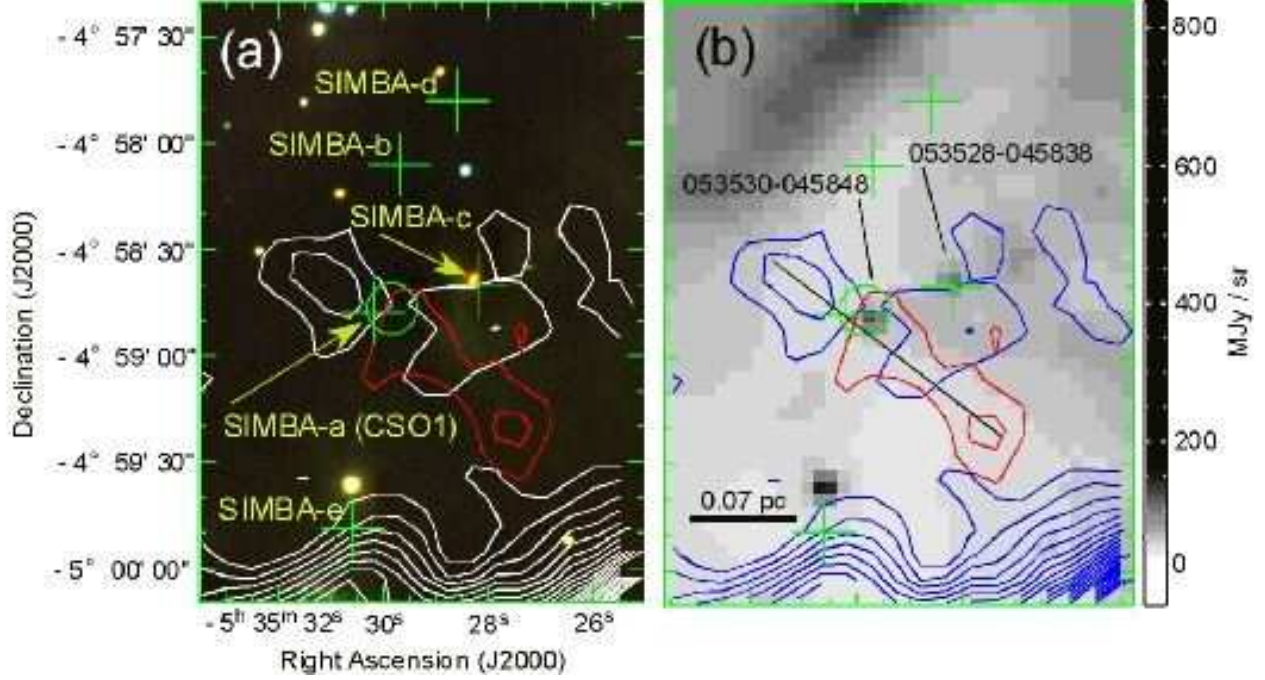 (a)
(b)
- 4° 57' 30"
- 4° 58' 00"
- 4° 58' 30"
- 4° 59' 00"
- 4° 59' 30"
- 5° 00' 00"
Declination (J2000)
SIMBA-d
SIMBA-b
SIMBA-c
SIMBA-a (CSO1)
SIMBA-e
- 5ʰ 35ᵐ 32ˢ
30ˢ
28ˢ
26ˢ
Right Ascension (J2000)
053528-045838
053530-045848
0.07 pc
800
600
400
200
0
MJy / sr